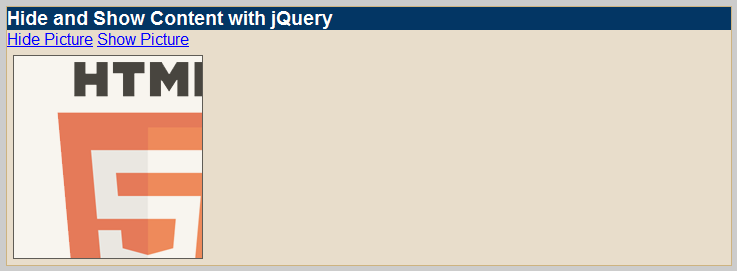 Hide and Show Content with jQuery
Hide Picture Show Picture
HTM